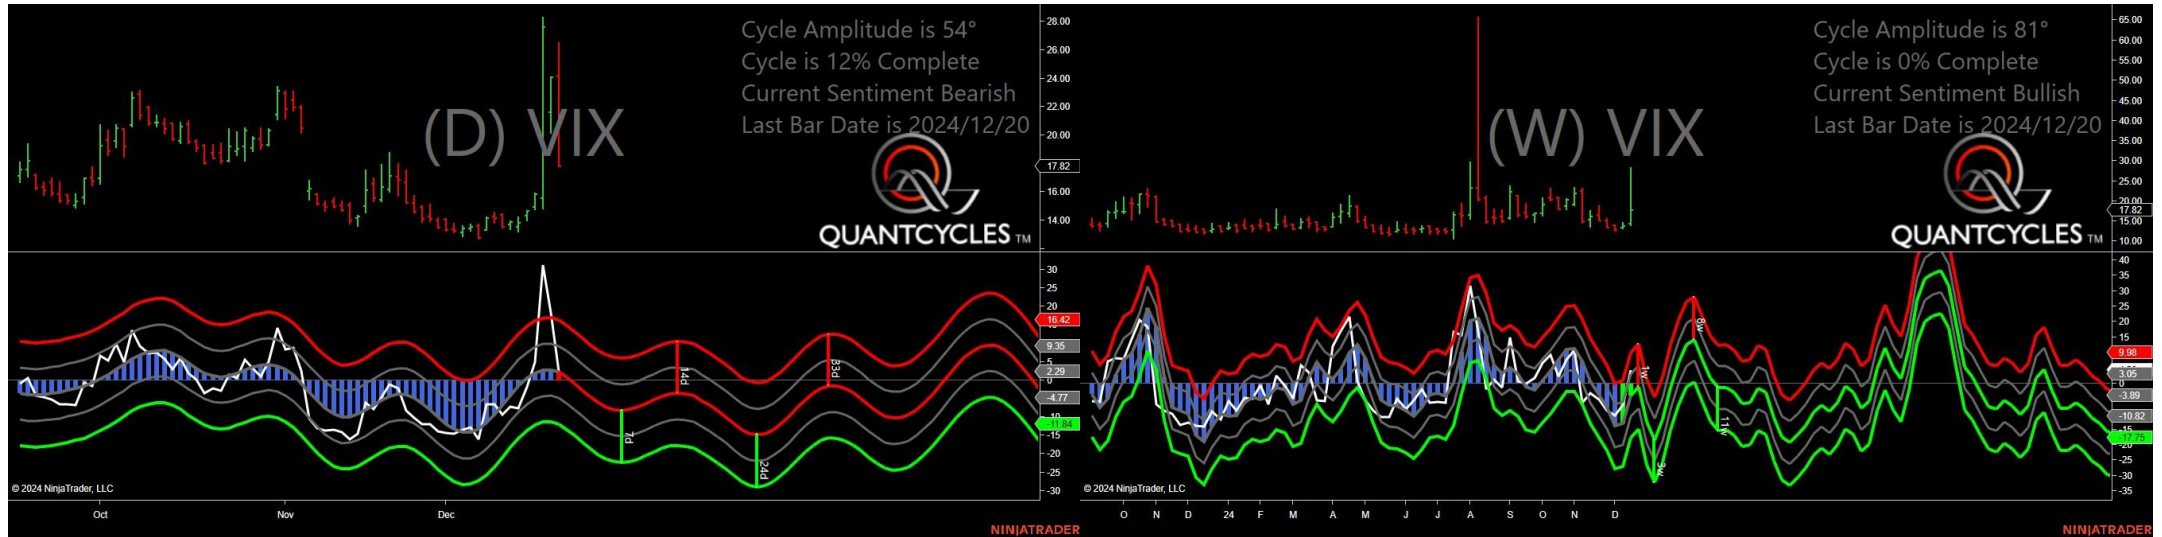 Cycle Amplitude is 54°
Cycle is 12% Complete
Current Sentiment Bearish
Last Bar Date is 2024/12/20
(D) VIX
QUANTCYCLES TM
28.00
26.00
24.00
22.00
20.00
17.82
16.00
14.00
30
25
20
16.42
9.35
5
2.29
0
-4.77
-11.84
-15
-20
-25
-30
7d
14d
24d
33d
© 2024 NinjaTrader, LLC
Oct
Nov
Dec
NINJATRADER
Cycle Amplitude is 81°
Cycle is 0% Complete
Current Sentiment Bullish
Last Bar Date is 2024/12/20
(W) VIX
QUANTCYCLES TM
65.00
60.00
55.00
50.00
45.00
40.00
35.00
30.00
25.00
20.00
17.82
15.00
10.00
40
35
30
25
20
15
9.98
3.05
0
-3.89
-10.82
-17.75
-20
-25
-30
-35
1w
3w
8w
11w
© 2024 NinjaTrader, LLC
O
N
D
24
F
M
A
M
J
J
A
S
O
N
D
NINJATRADER